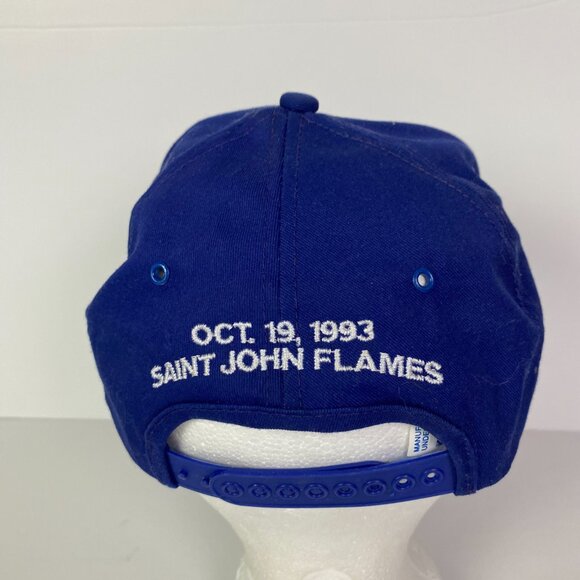 OCT. 19, 1993
SAINT JOHN FLAMES